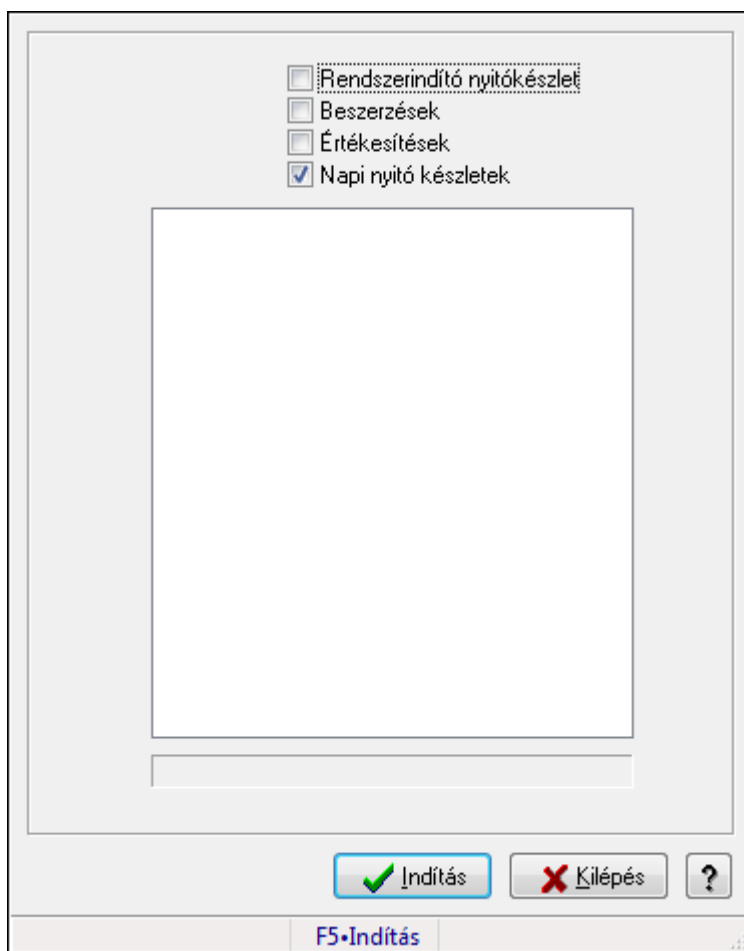 Rendszerindító nyitókészlet
Beszerzések
Értékesítések
Napi nyitó készletek
Indítás
Kilépés
?
F5•Indítás